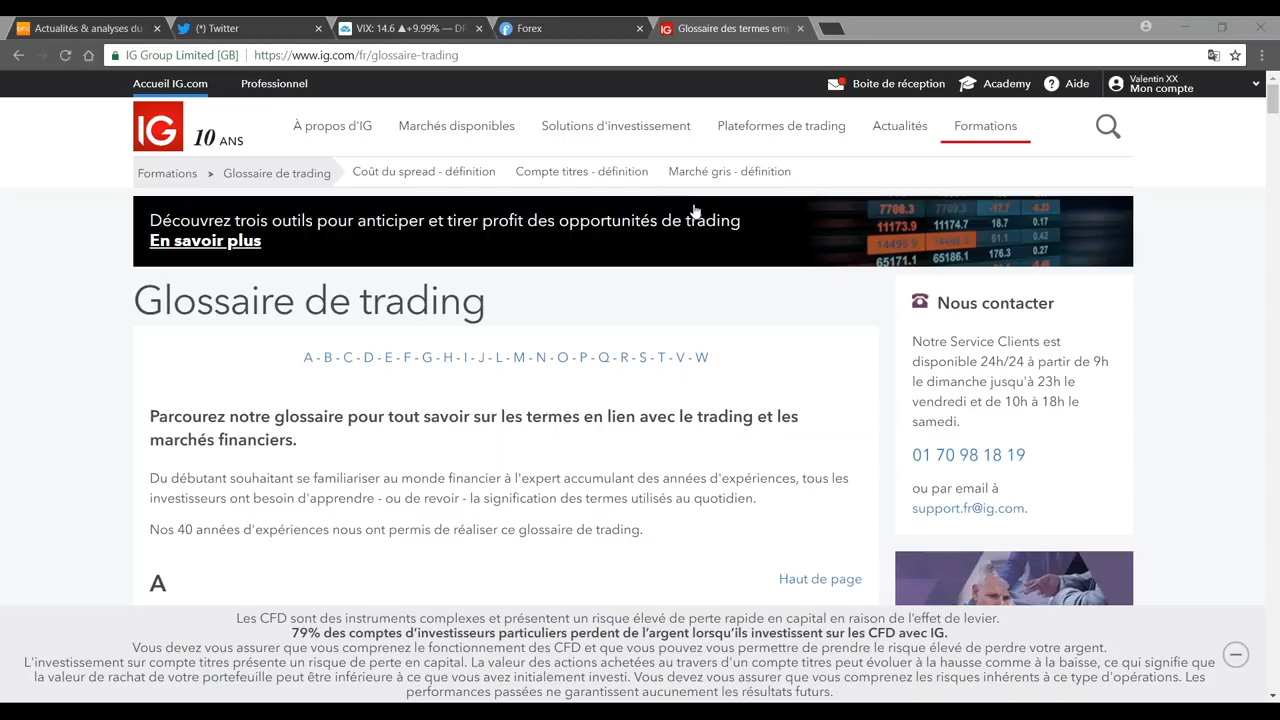 Actualités & analyses du
(*) Twitter
VIX: 14.6 ▲+9.99% — DF
Forex
Glossaire des termes emp
IG Group Limited [GB]
https://www.ig.com/fr/glossaire-trading
Accueil IG.com
Professionnel
Boite de réception
Academy
Aide
Valentin XX
Mon compte
IG
10 ANS
À propos d'IG
Marchés disponibles
Solutions d'investissement
Plateformes de trading
Actualités
Formations
Formations > Glossaire de trading
Coût du spread - définition
Compte titres - définition
Marché gris - définition
Découvrez trois outils pour anticiper et tirer profit des opportunités de trading
En savoir plus
7708.3 7709.3 -17.7 -0.23
11173.9 11174.7 18.7 0.17
14495.9 61.1 0.42
65171.1 65186.1 176.3 0.27
Glossaire de trading
A - B - C - D - E - F - G - H - I - J - L - M - N - O - P - Q - R - S - T - V - W
Parcourez notre glossaire pour tout savoir sur les termes en lien avec le trading et les
marchés financiers.
Du débutant souhaitant se familiariser au monde financier à l'expert accumulant des années d'expériences, tous les
investisseurs ont besoin d'apprendre - ou de revoir - la signification des termes utilisés au quotidien.
Nos 40 années d'expériences nous ont permis de réaliser ce glossaire de trading.
A
Haut de page
Nous contacter
Notre Service Clients est
disponible 24h/24 à partir de 9h
le dimanche jusqu'à 23h le
vendredi et de 10h à 18h le
samedi.
01 70 98 18 19
ou par email à
support.fr@ig.com.
Les CFD sont des instruments complexes et présentent un risque élevé de perte rapide en capital en raison de l'effet de levier.
79% des comptes d'investisseurs particuliers perdent de l'argent lorsqu'ils investissent sur les CFD avec IG.
Vous devez vous assurer que vous comprenez le fonctionnement des CFD et que vous pouvez vous permettre de prendre le risque élevé de perdre votre argent.
L'investissement sur compte titres présente un risque de perte en capital. La valeur des actions achetées au travers d'un compte titres peut évoluer à la hausse comme à la baisse, ce qui signifie que
la valeur de rachat de votre portefeuille peut être inférieure à ce que vous avez initialement investi. Vous devez vous assurer que vous comprenez les risques inhérents à ce type d'opérations. Les
performances passées ne garantissent aucunement les résultats futurs.